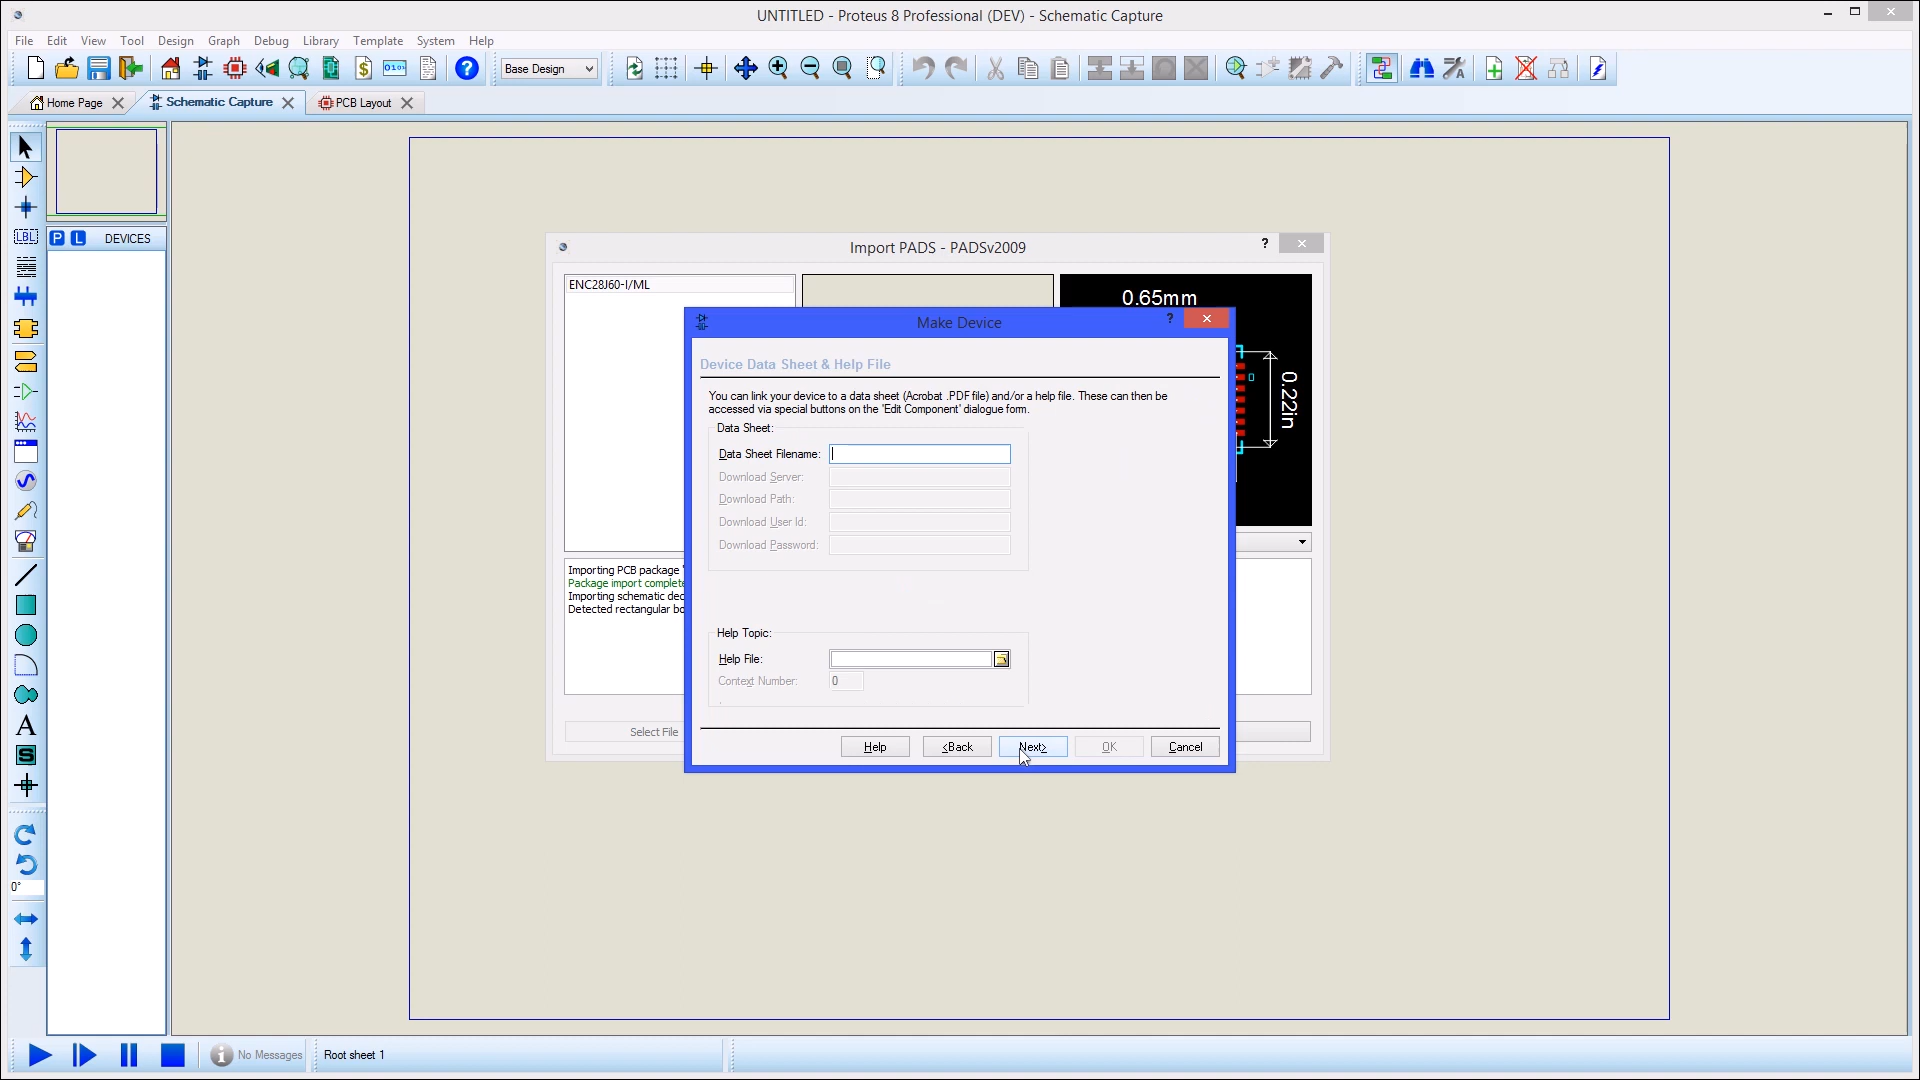 UNTITLED - Proteus 8 Professional (DEV) - Schematic Capture
File Edit View Tool Design Graph Debug Library Template System Help
Base Design
Home Page Schematic Capture PCB Layout
LBL
P L DEVICES
Import PADS - PADSv2009
ENC28J60-I/ML
0.65mm
0.22in
Make Device
Device Data Sheet & Help File
You can link your device to a data sheet (Acrobat .PDF file) and/or a help file. These can then be
accessed via special buttons on the 'Edit Component' dialogue form.
Data Sheet:
Data Sheet Filename:
Download Server:
Download Path:
Download User Id:
Download Password:
Importing PCB package
Package import complete
Importing schematic dec
Detected rectangular bo
Help Topic:
Help File:
Context Number: 0
Select File
Help <Back Next> OK Cancel
A
S
0°
No Messages Root sheet 1